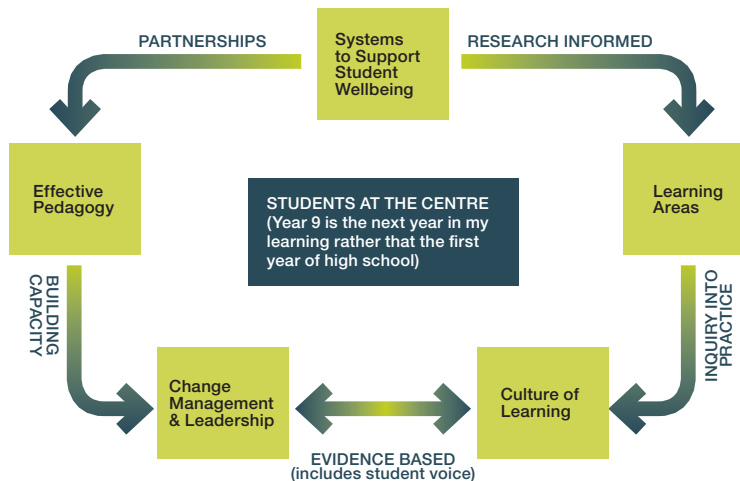 PARTNERSHIPS
Systems
to Support
Student
Wellbeing
RESEARCH INFORMED
Effective
Pedagogy
STUDENTS AT THE CENTRE
(Year 9 is the next year in my
learning rather that the first
year of high school)
Learning
Areas
BUILDING
CAPACITY
INQUIRY INTO
PRACTICE
Change
Management
& Leadership
Culture of
Learning
EVIDENCE BASED
(includes student voice)